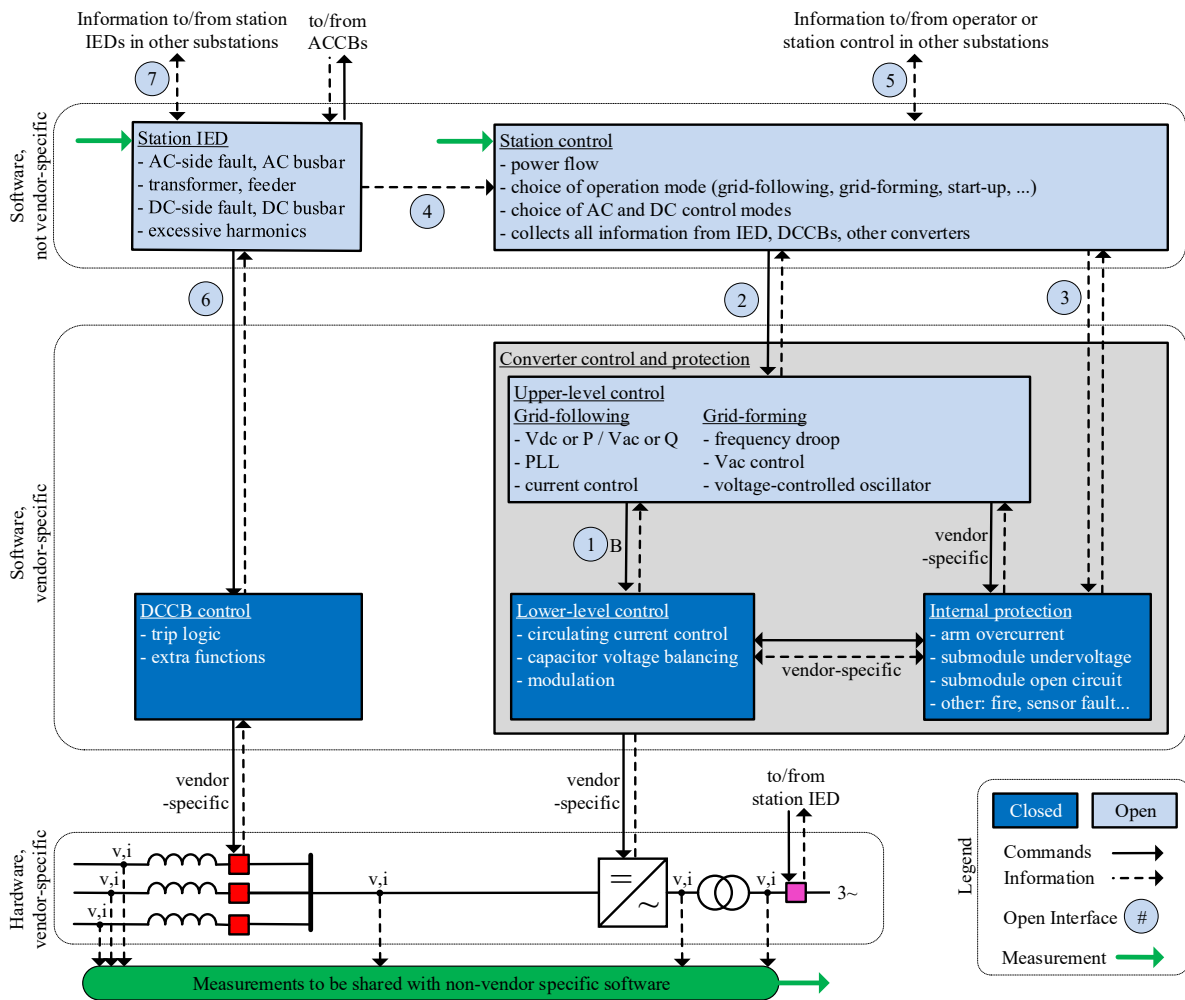 Information to/from station
IEDs in other substations
to/from
ACCBs
Information to/from operator or
station control in other substations
7
5
Software,
not vendor-specific
Station IED
- AC-side fault, AC busbar
- transformer, feeder
- DC-side fault, DC busbar
- excessive harmonics
4
Station control
- power flow
- choice of operation mode (grid-following, grid-forming, start-up, ...)
- choice of AC and DC control modes
- collects all information from IED, DCCBs, other converters
6
2
3
Software,
vendor-specific
Converter control and protection
Upper-level control
Grid-following
- Vdc or P / Vac or Q
- PLL
- current control
Grid-forming
- frequency droop
- Vac control
- voltage-controlled oscillator
1
B
vendor
-specific
DCCB control
- trip logic
- extra functions
Lower-level control
- circulating current control
- capacitor voltage balancing
- modulation
vendor-specific
Internal protection
- arm overcurrent
- submodule undervoltage
- submodule open circuit
- other: fire, sensor fault...
vendor
-specific
vendor
-specific
to/from
station IED
Hardware,
vendor-specific
v,i
v,i
v,i
v,i
=
~
v,i
v,i
3~
Measurements to be shared with non-vendor specific software
Legend
Closed
Open
Commands
Information
Open Interface
#
Measurement